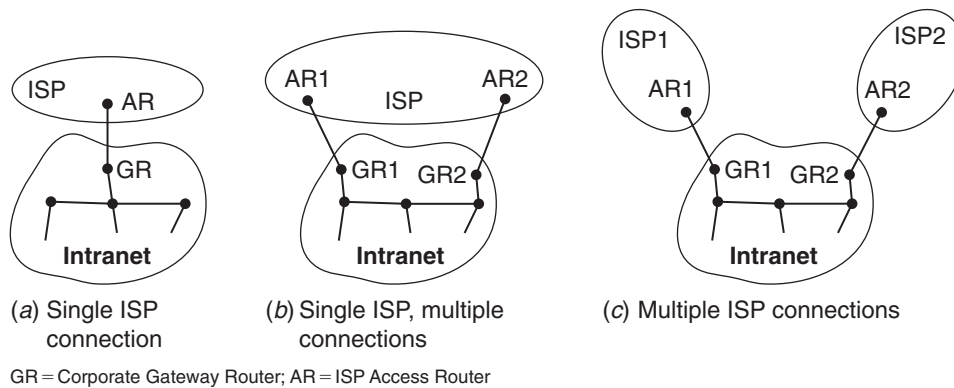 ISP
AR
GR
Intranet
(a) Single ISP
connection
AR1
AR2
ISP
GR1
GR2
Intranet
(b) Single ISP, multiple
connections
ISP1
ISP2
AR1
AR2
GR1
GR2
Intranet
(c) Multiple ISP connections
GR = Corporate Gateway Router; AR = ISP Access Router